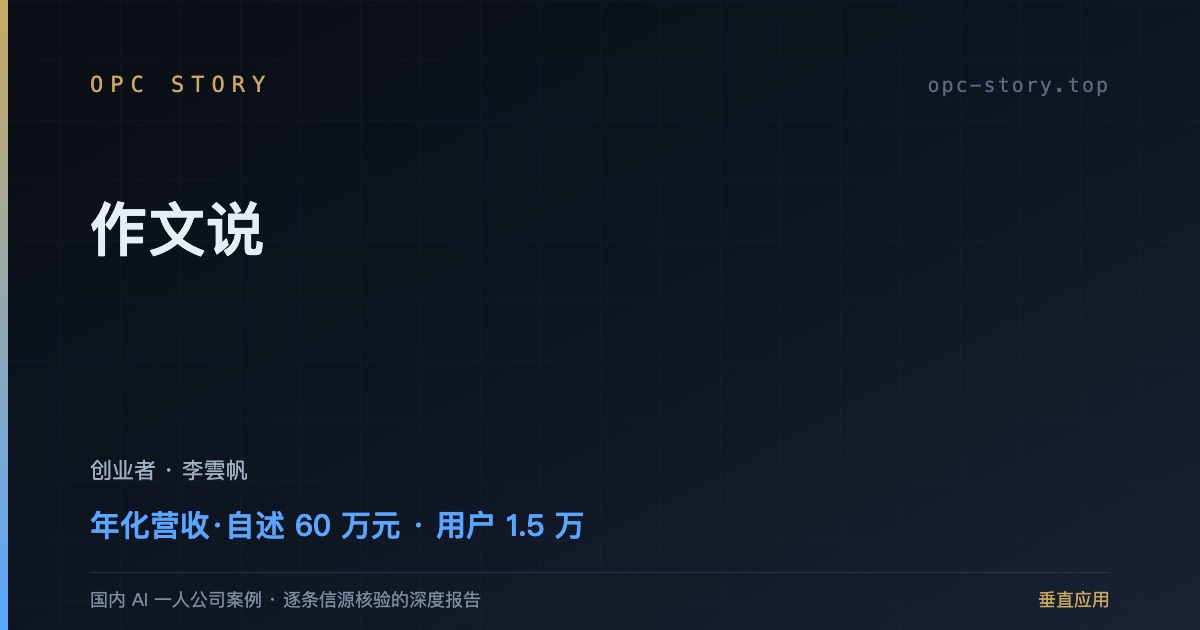 OPC STORY
opc-story.top
作文说
创业者 · 李雲帆
年化营收·自述 60 万元 · 用户 1.5 万
国内 AI 一人公司案例 · 逐条信源核验的深度报告
垂直应用